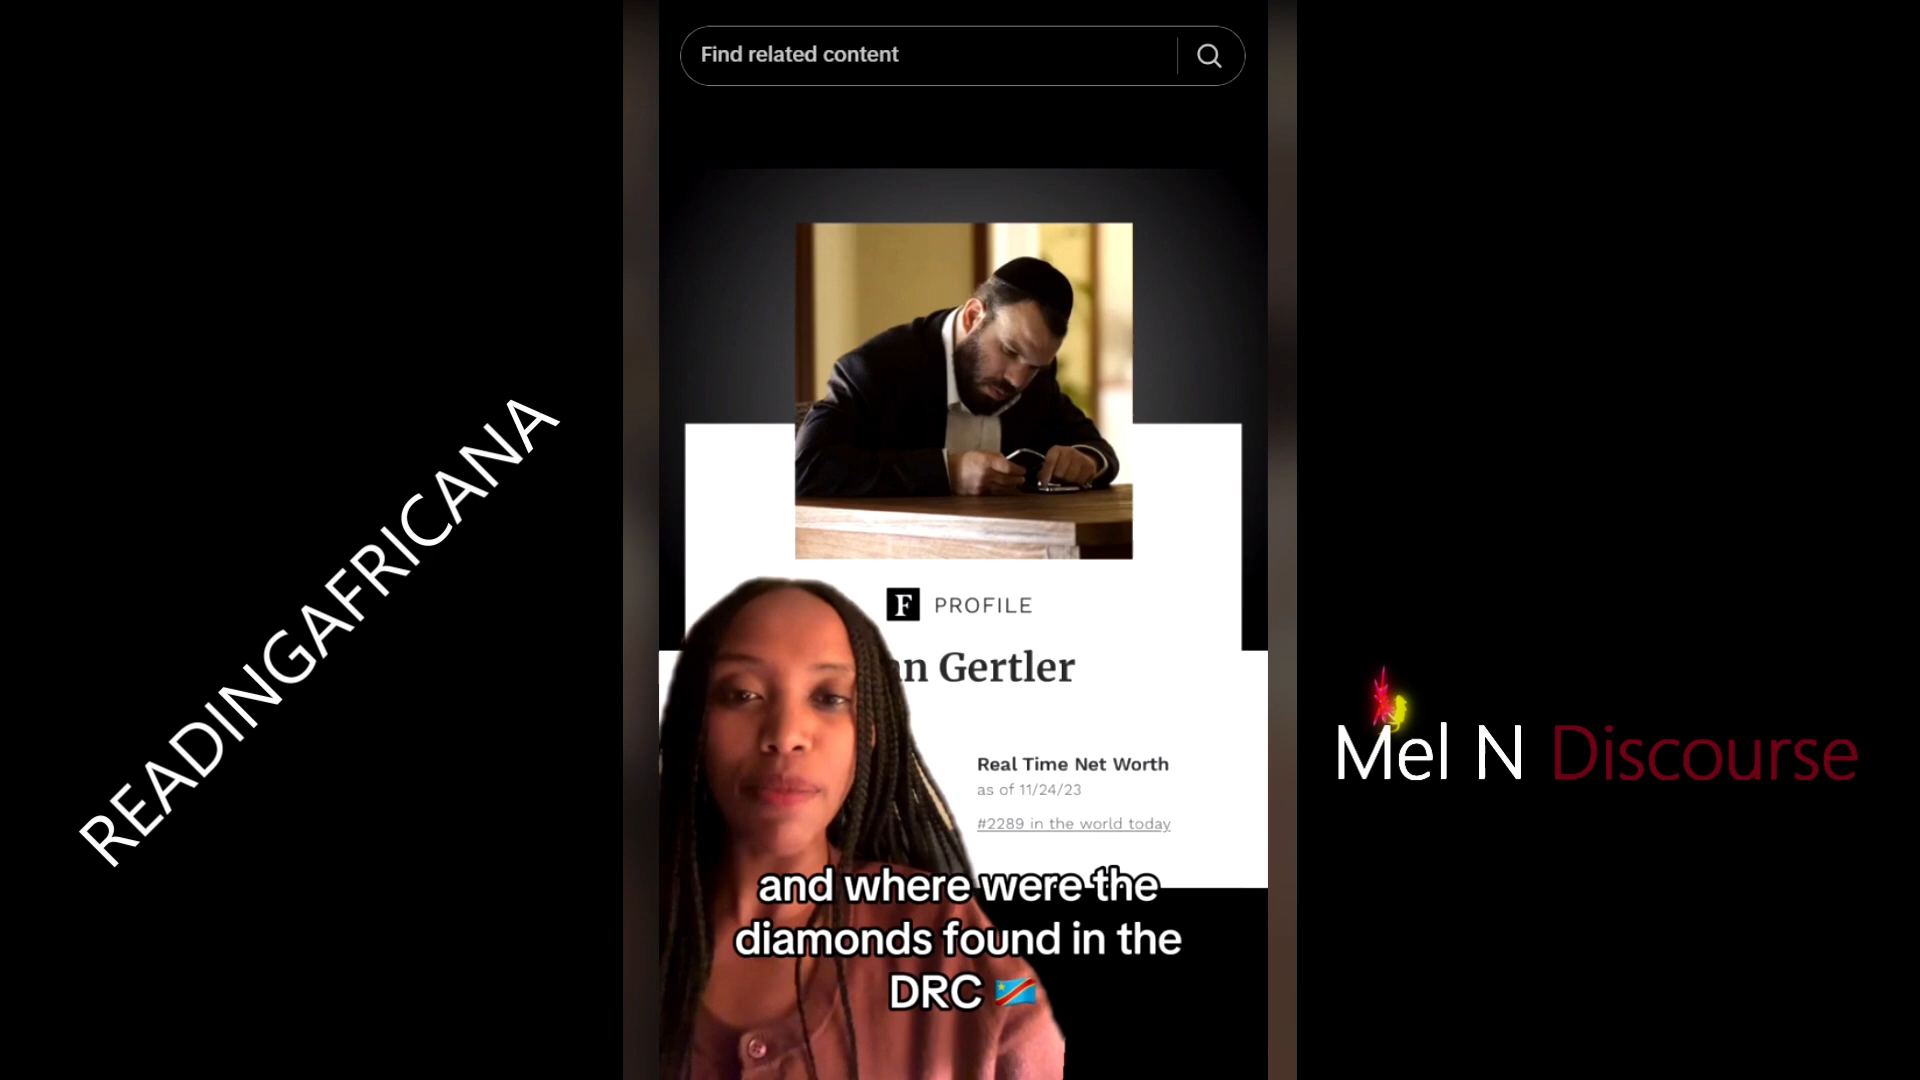 Find related content
READINGAFRICANA
F PROFILE
an Gertler
Real Time Net Worth
as of 11/24/23
#2289 in the world today
Mel N Discourse
and where were the
diamonds found in the
DRC 🇨🇩